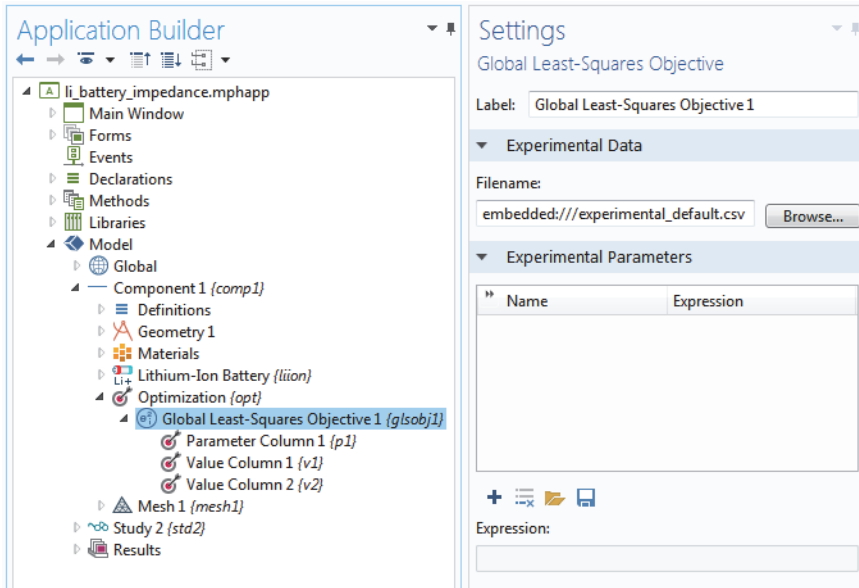 Application Builder
li_battery_impedance.mphapp
Main Window
Forms
Events
Declarations
Methods
Libraries
Model
Global
Component 1 {comp1}
Definitions
Geometry 1
Materials
Li+ Lithium-Ion Battery {liion}
Optimization {opt}
Global Least-Squares Objective 1 {glsobj1}
Parameter Column 1 {p1}
Value Column 1 {v1}
Value Column 2 {v2}
Mesh 1 {mesh1}
Study 2 {std2}
Results
Settings
Global Least-Squares Objective
Label: Global Least-Squares Objective 1
Experimental Data
Filename:
embedded:///experimental_default.csv Browse...
Experimental Parameters
Name Expression
Expression: